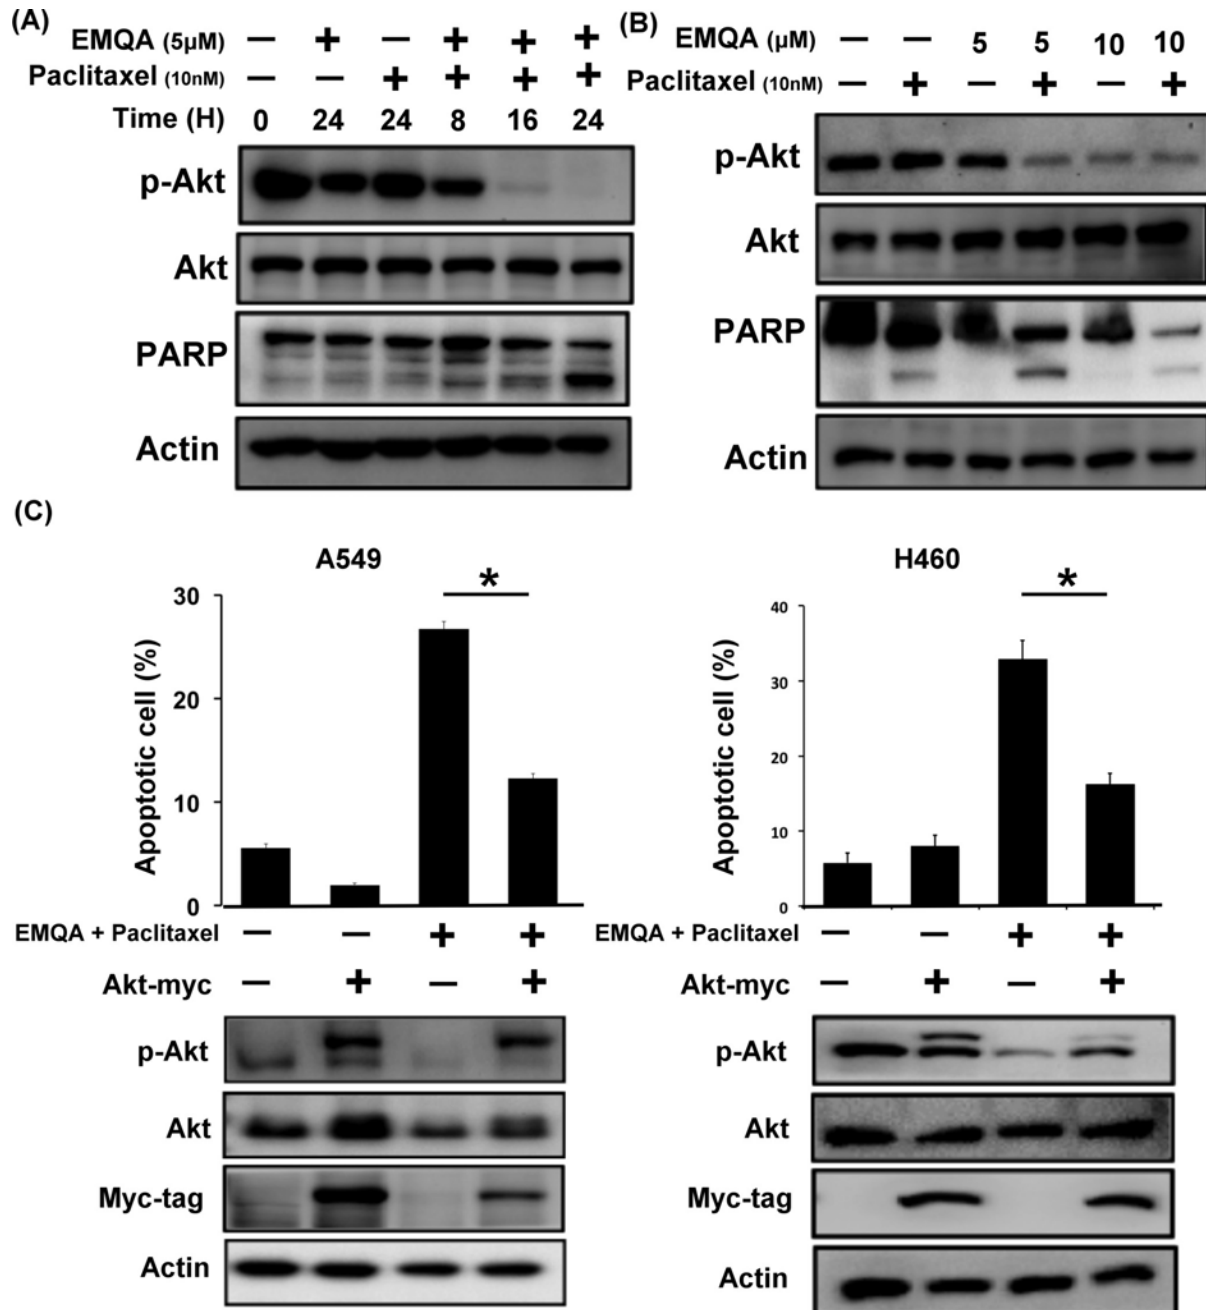 (A)
EMQA (5µM) — + — + + +
Paclitaxel (10nM) — — + + + +
Time (H) 0 24 24 8 16 24
p-Akt
Akt
PARP
Actin
(B)
EMQA (µM) — — 5 5 10 10
Paclitaxel (10nM) — + — + — +
p-Akt
Akt
PARP
Actin
(C)
A549
*
Apoptotic cell (%)
30
20
10
0
EMQA + Paclitaxel — — + +
Akt-myc — + — +
p-Akt
Akt
Myc-tag
Actin
H460
*
Apoptotic cell (%)
40
30
20
10
0
EMQA + Paclitaxel — — + +
Akt-myc — + — +
p-Akt
Akt
Myc-tag
Actin